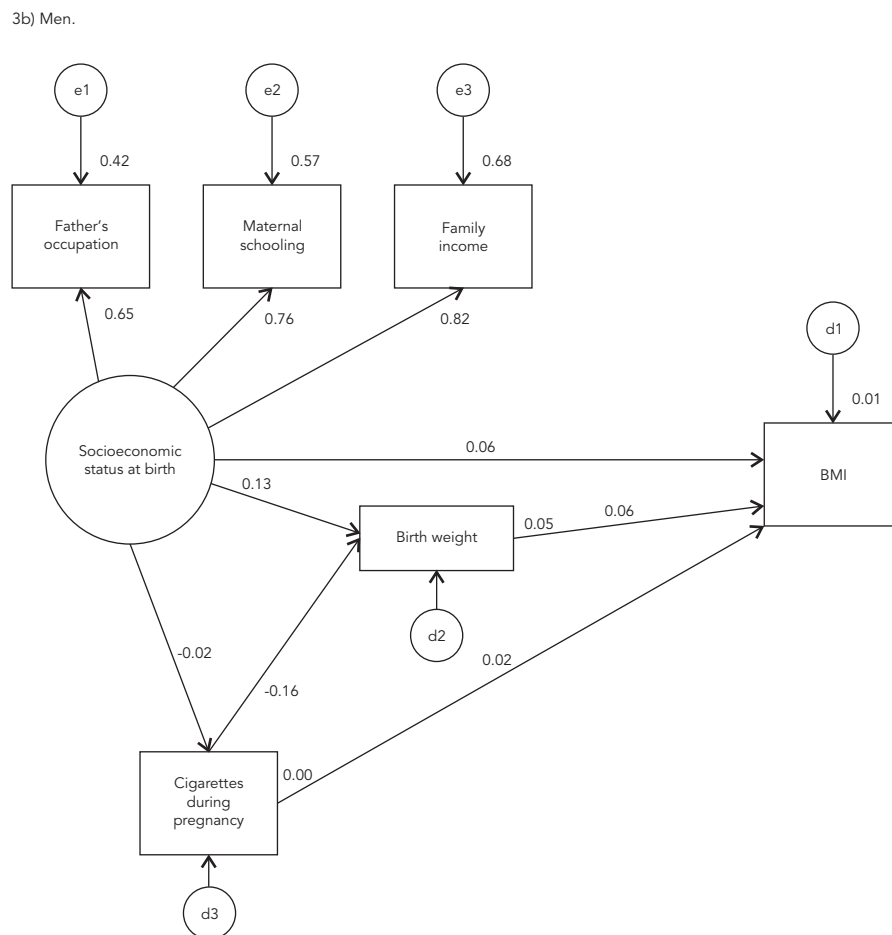 3b) Men.
e1
e2
e3
0.42
0.57
0.68
Father's
occupation
Maternal
schooling
Family
income
0.65
0.76
0.82
d1
0.01
Socioeconomic
status at birth
0.06
BMI
0.13
Birth weight
0.05
0.06
d2
-0.02
-0.16
0.02
Cigarettes
during
pregnancy
0.00
d3